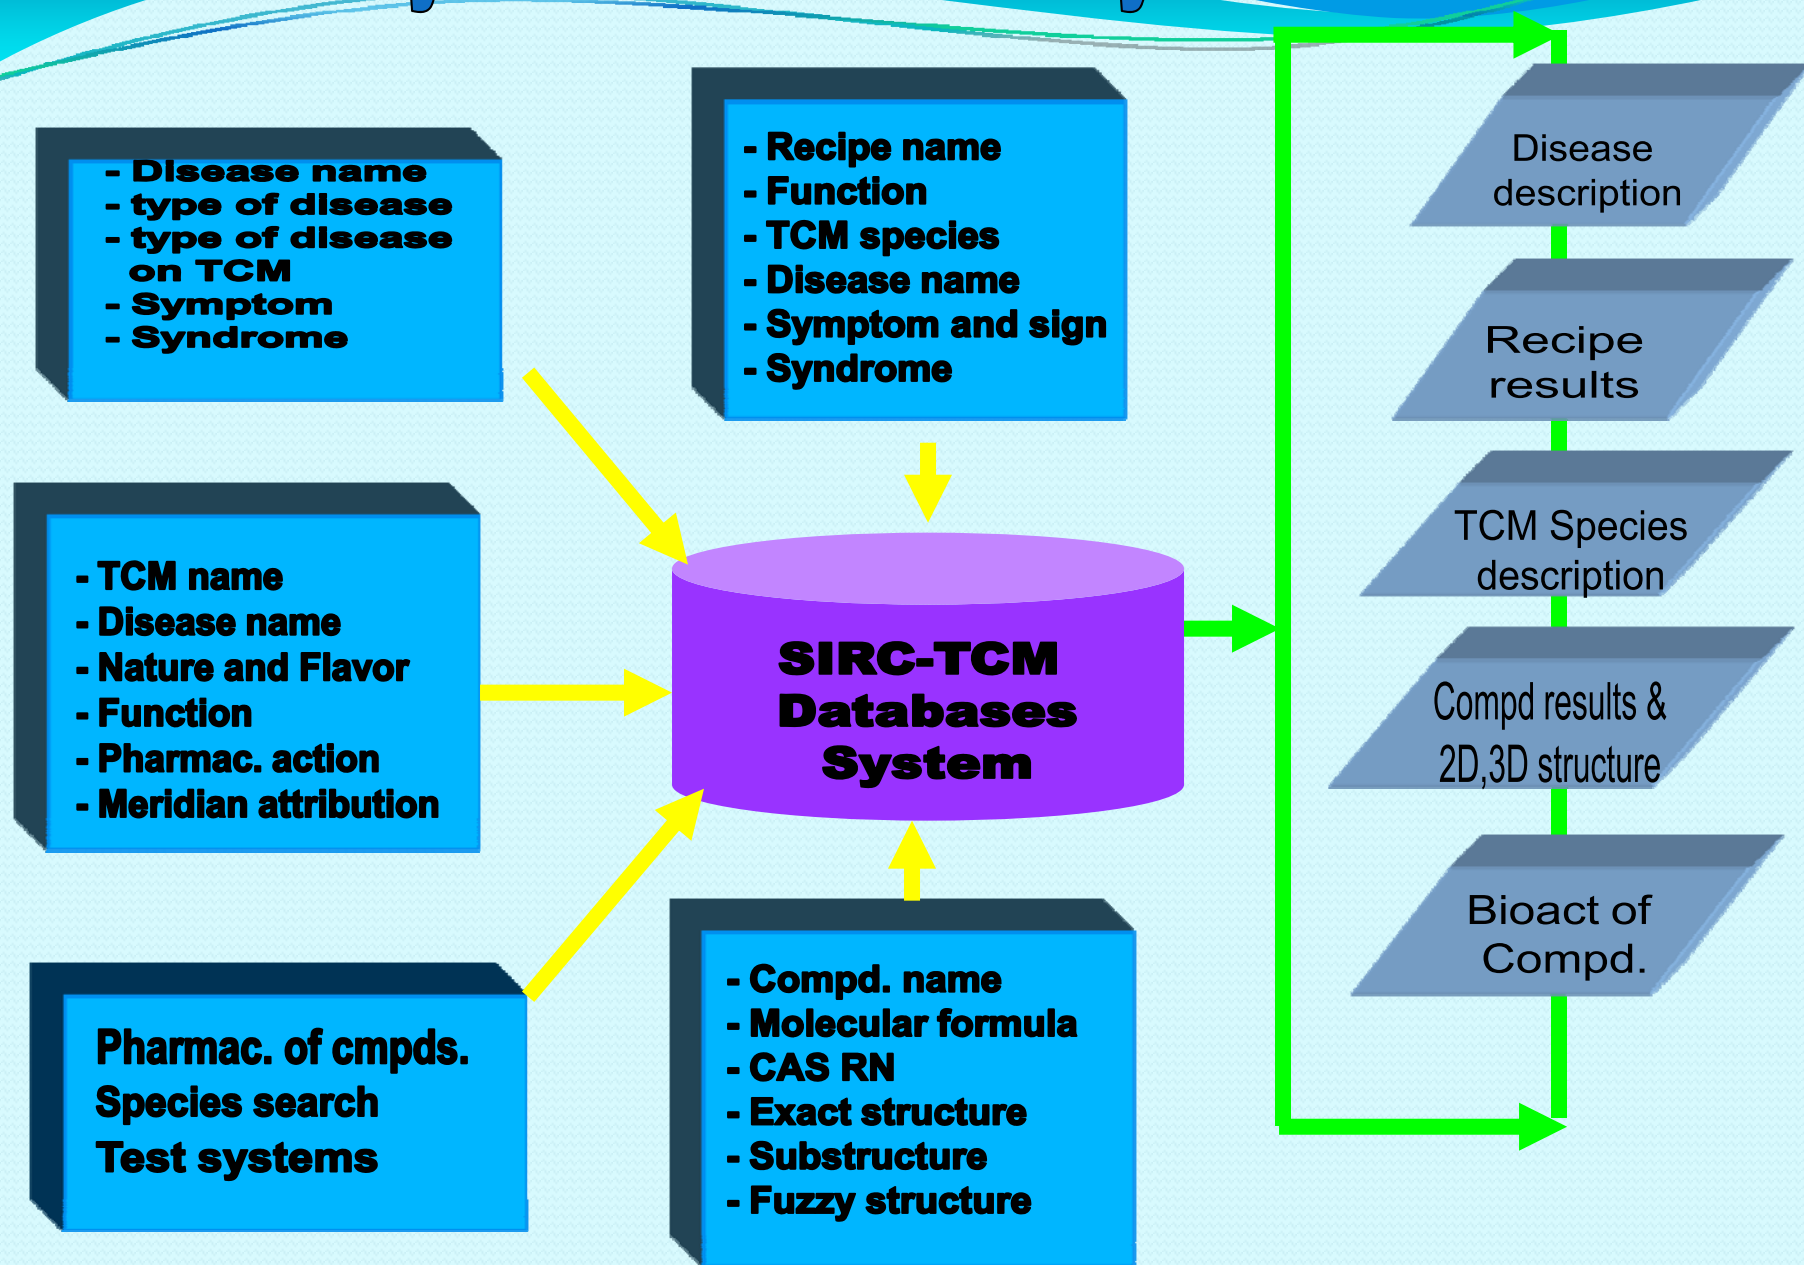 - Disease name
- type of disease
- type of disease
on TCM
- Symptom
- Syndrome
- Recipe name
- Function
- TCM species
- Disease name
- Symptom and sign
- Syndrome
- TCM name
- Disease name
- Nature and Flavor
- Function
- Pharmac. action
- Meridian attribution
SIRC-TCM
Databases
System
Pharmac. of cmpds.
Species search
Test systems
- Compd. name
- Molecular formula
- CAS RN
- Exact structure
- Substructure
- Fuzzy structure
Disease
description
Recipe
results
TCM Species
description
Compd results &
2D,3D structure
Bioact of
Compd.